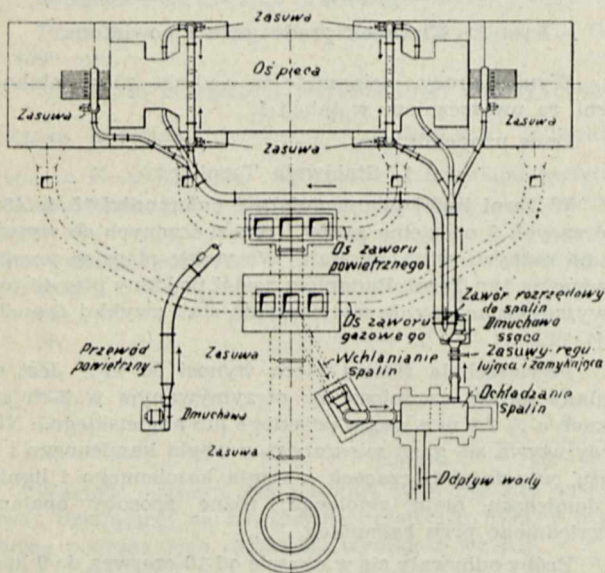 Zasuwa
Oś pieca
Zasuwa
Zasuwa
Zasuwa
Oś zaworu
powietrznego
Zawór rozrządowy
do spalin
Dmuchawa
ssąca
Oś zaworu
gazowego
Przewód
powietrzny
Zasuwa
Wchłanianie
spalin
Zasuwy regu
lująca i zamykająca
Ochładzanie
spalin
Dmuchawa
Zasuwa
Odpływ wody